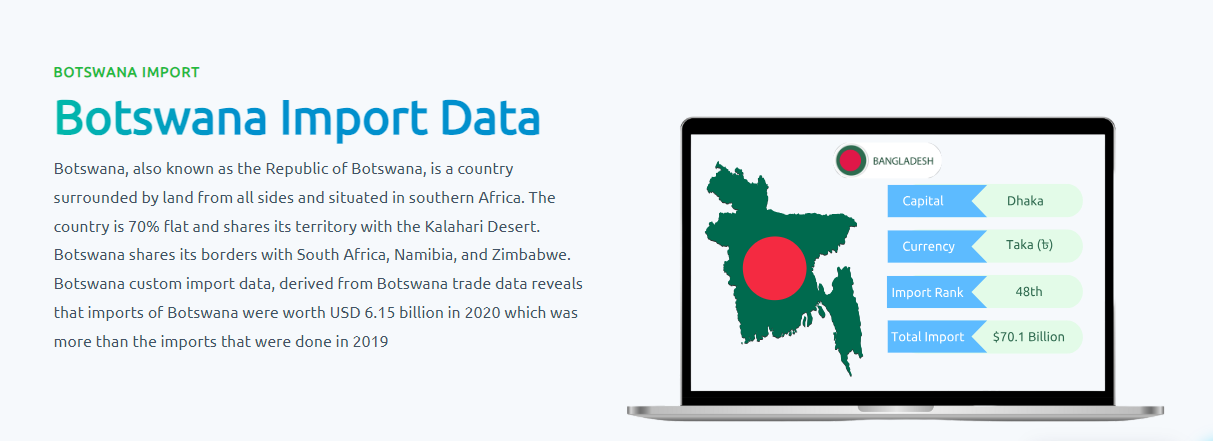 BOTSWANA IMPORT
Botswana Import Data
Botswana, also known as the Republic of Botswana, is a country
surrounded by land from all sides and situated in southern Africa. The
country is 70% flat and shares its territory with the Kalahari Desert.
Botswana shares its borders with South Africa, Namibia, and Zimbabwe.
Botswana custom import data, derived from Botswana trade data reveals
that imports of Botswana were worth USD 6.15 billion in 2020 which was
more than the imports that were done in 2019
BANGLADESH
Capital Dhaka
Currency Taka (৳)
Import Rank 48th
Total Import $70.1 Billion